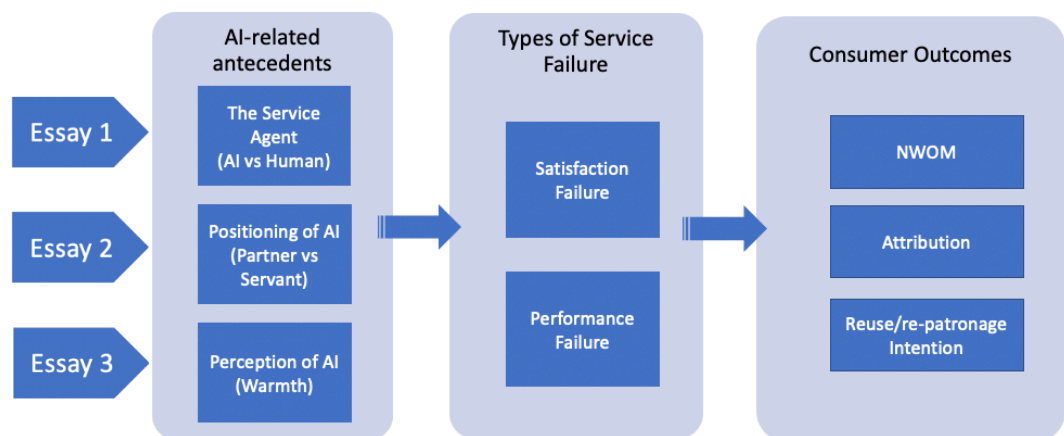 AI-related
antecedents
Types of Service
Failure
Consumer Outcomes
Essay 1
The Service
Agent
(AI vs Human)
Satisfaction
Failure
NWOM
Essay 2
Positioning of AI
(Partner vs
Servant)
Attribution
Essay 3
Perception of AI
(Warmth)
Performance
Failure
Reuse/re-patronage
Intention